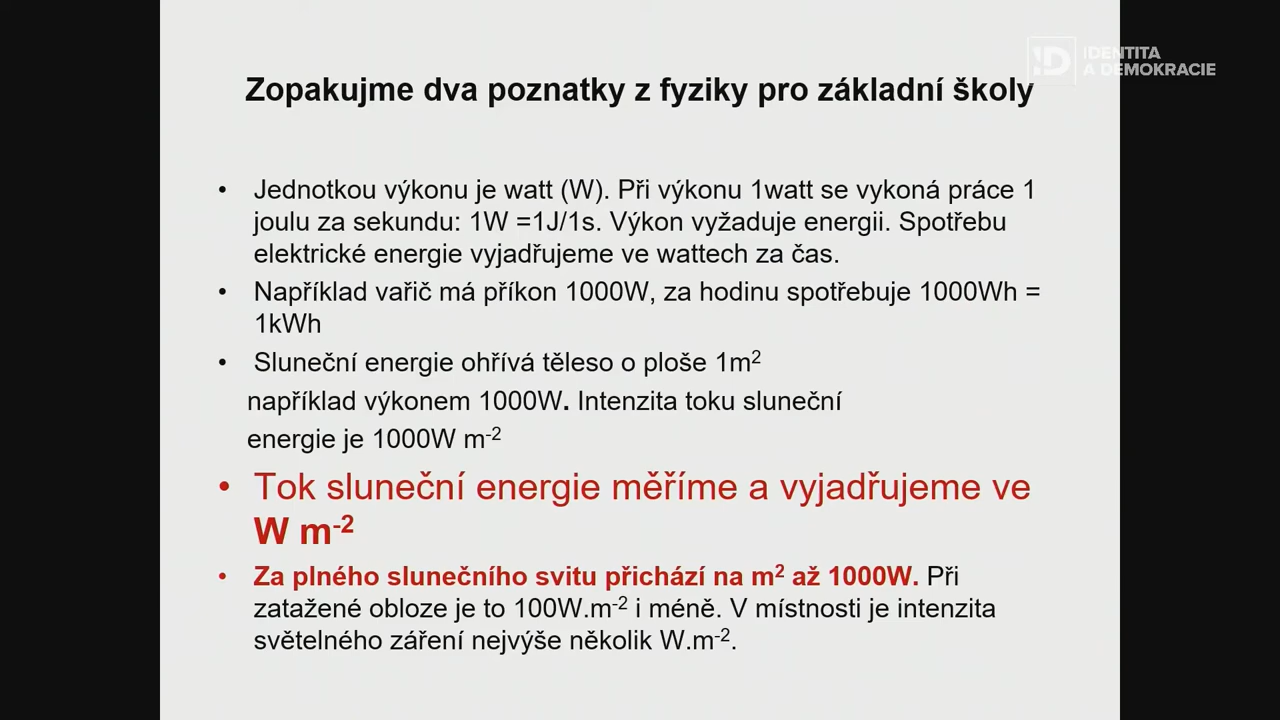 ID IDENTITA
A DEMOKRACIE
Zopakujme dva poznatky z fyziky pro základní školy
• Jednotkou výkonu je watt (W). Při výkonu 1watt se vykoná práce 1
joulu za sekundu: 1W =1J/1s. Výkon vyžaduje energii. Spotřebu
elektrické energie vyjadřujeme ve wattech za čas.
• Například vařič má příkon 1000W, za hodinu spotřebuje 1000Wh =
1kWh
• Sluneční energie ohřívá těleso o ploše 1m²
například výkonem 1000W. Intenzita toku sluneční
energie je 1000W m⁻²
• Tok sluneční energie měříme a vyjadřujeme ve
W m⁻²
• Za plného slunečního svitu přichází na m² až 1000W. Při
zatažené obloze je to 100W.m⁻² i méně. V místnosti je intenzita
světelného záření nejvýše několik W.m⁻².